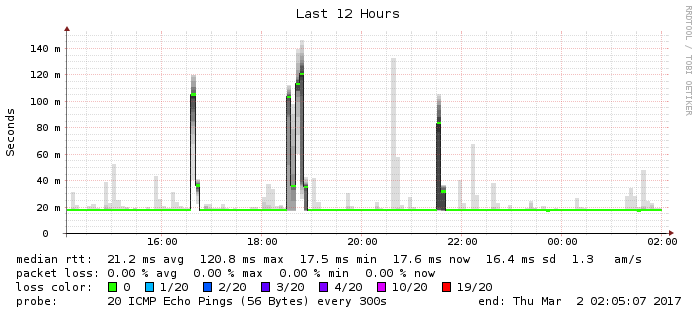 Last 12 Hours
RRDTOOL / TOBI OETIKER
Seconds
140 m
120 m
100 m
80 m
60 m
40 m
20 m
0
16:00 18:00 20:00 22:00 00:00 02:00
median rtt: 21.2 ms avg 120.8 ms max 17.5 ms min 17.6 ms now 16.4 ms sd 1.3 am/s
packet loss: 0.00 % avg 0.00 % max 0.00 % min 0.00 % now
loss color: 0 1/20 2/20 3/20 4/20 10/20 19/20
probe: 20 ICMP Echo Pings (56 Bytes) every 300s end: Thu Mar 2 02:05:07 2017